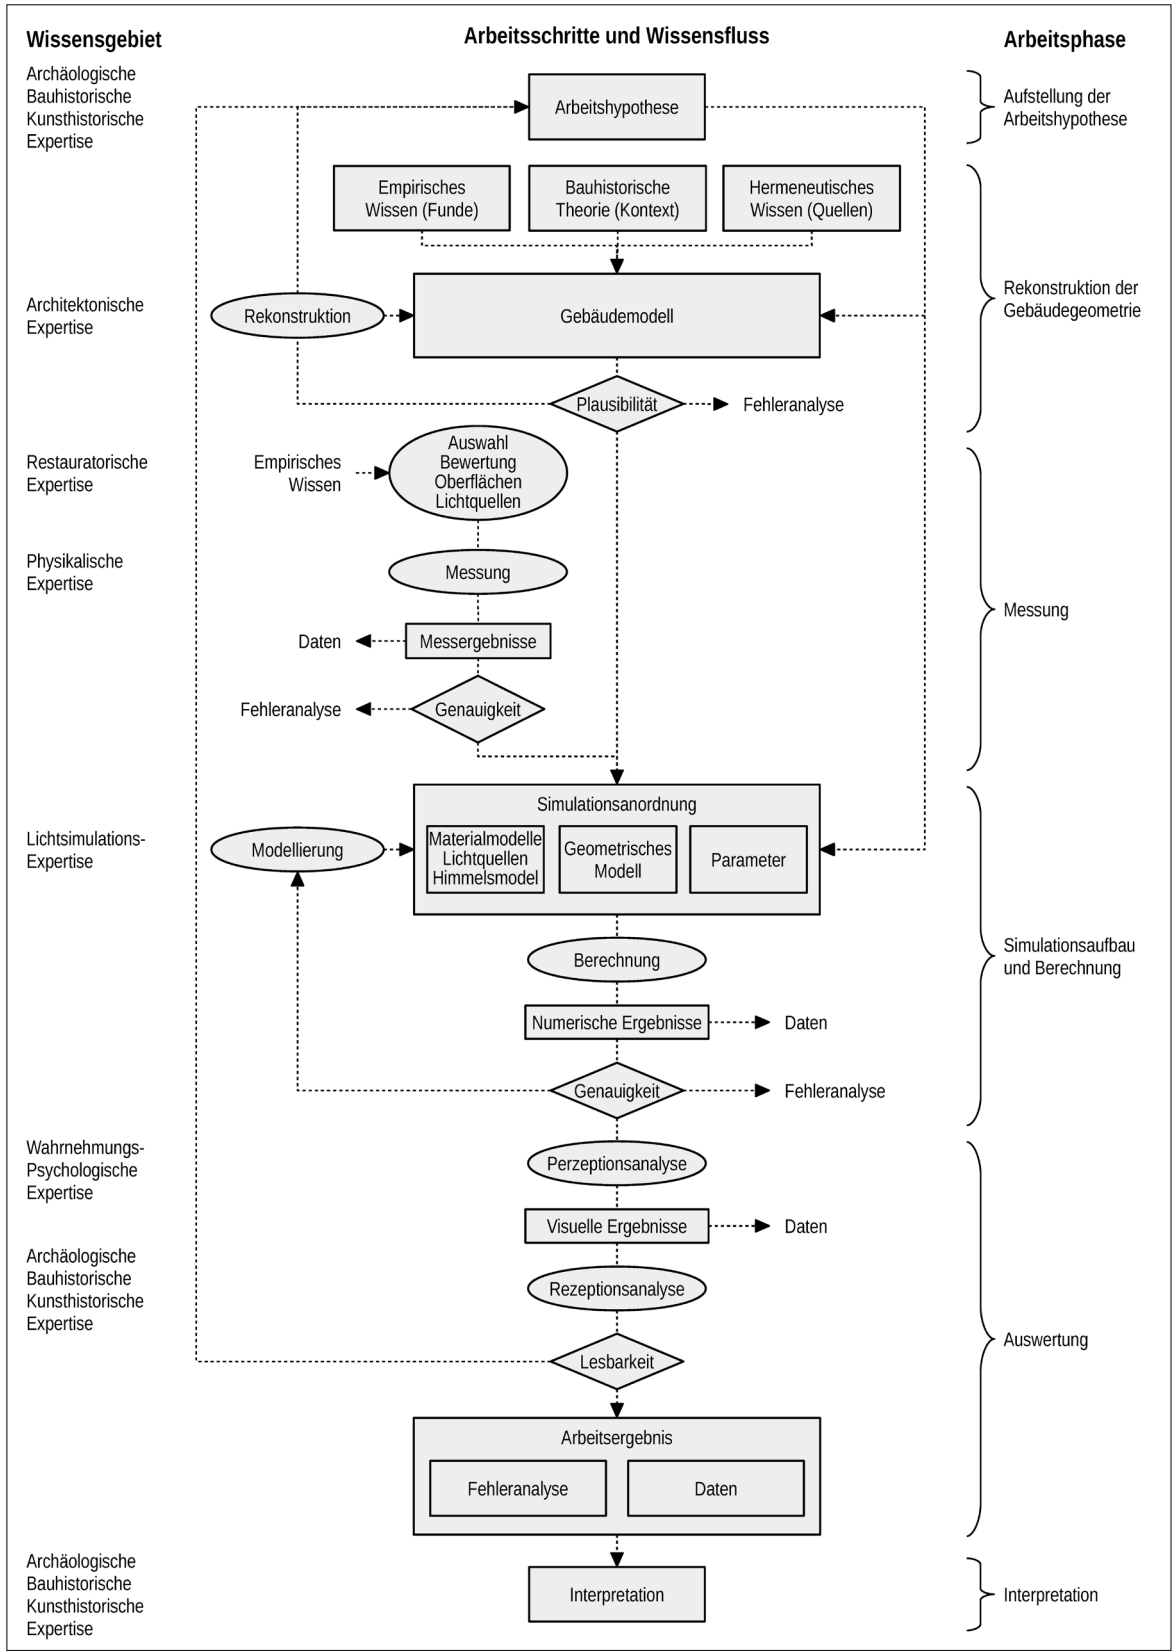 Wissensgebiet
Arbeitsschritte und Wissensfluss
Arbeitsphase
Archäologische
Bauhistorische
Kunsthistorische
Expertise
Arbeitshypothese
Aufstellung der
Arbeitshypothese
Empirisches
Wissen (Funde)
Bauhistorische
Theorie (Kontext)
Hermeneutisches
Wissen (Quellen)
Architektonische
Expertise
Rekonstruktion
Gebäudemodell
Rekonstruktion der
Gebäudegeometrie
Plausibilität
Fehleranalyse
Restauratorische
Expertise
Empirisches
Wissen
Auswahl
Bewertung
Oberflächen
Lichtquellen
Physikalische
Expertise
Messung
Messung
Daten
Messergebnisse
Fehleranalyse
Genauigkeit
Simulationsanordnung
Lichtsimulations-
Expertise
Modellierung
Materialmodelle
Lichtquellen
Himmelsmodel
Geometrisches
Modell
Parameter
Simulationsaufbau
und Berechnung
Berechnung
Numerische Ergebnisse
Daten
Genauigkeit
Fehleranalyse
Wahrnehmungs-
Psychologische
Expertise
Perzeptionsanalyse
Visuelle Ergebnisse
Daten
Archäologische
Bauhistorische
Kunsthistorische
Expertise
Rezeptionsanalyse
Auswertung
Lesbarkeit
Arbeitsergebnis
Fehleranalyse
Daten
Archäologische
Bauhistorische
Kunsthistorische
Expertise
Interpretation
Interpretation